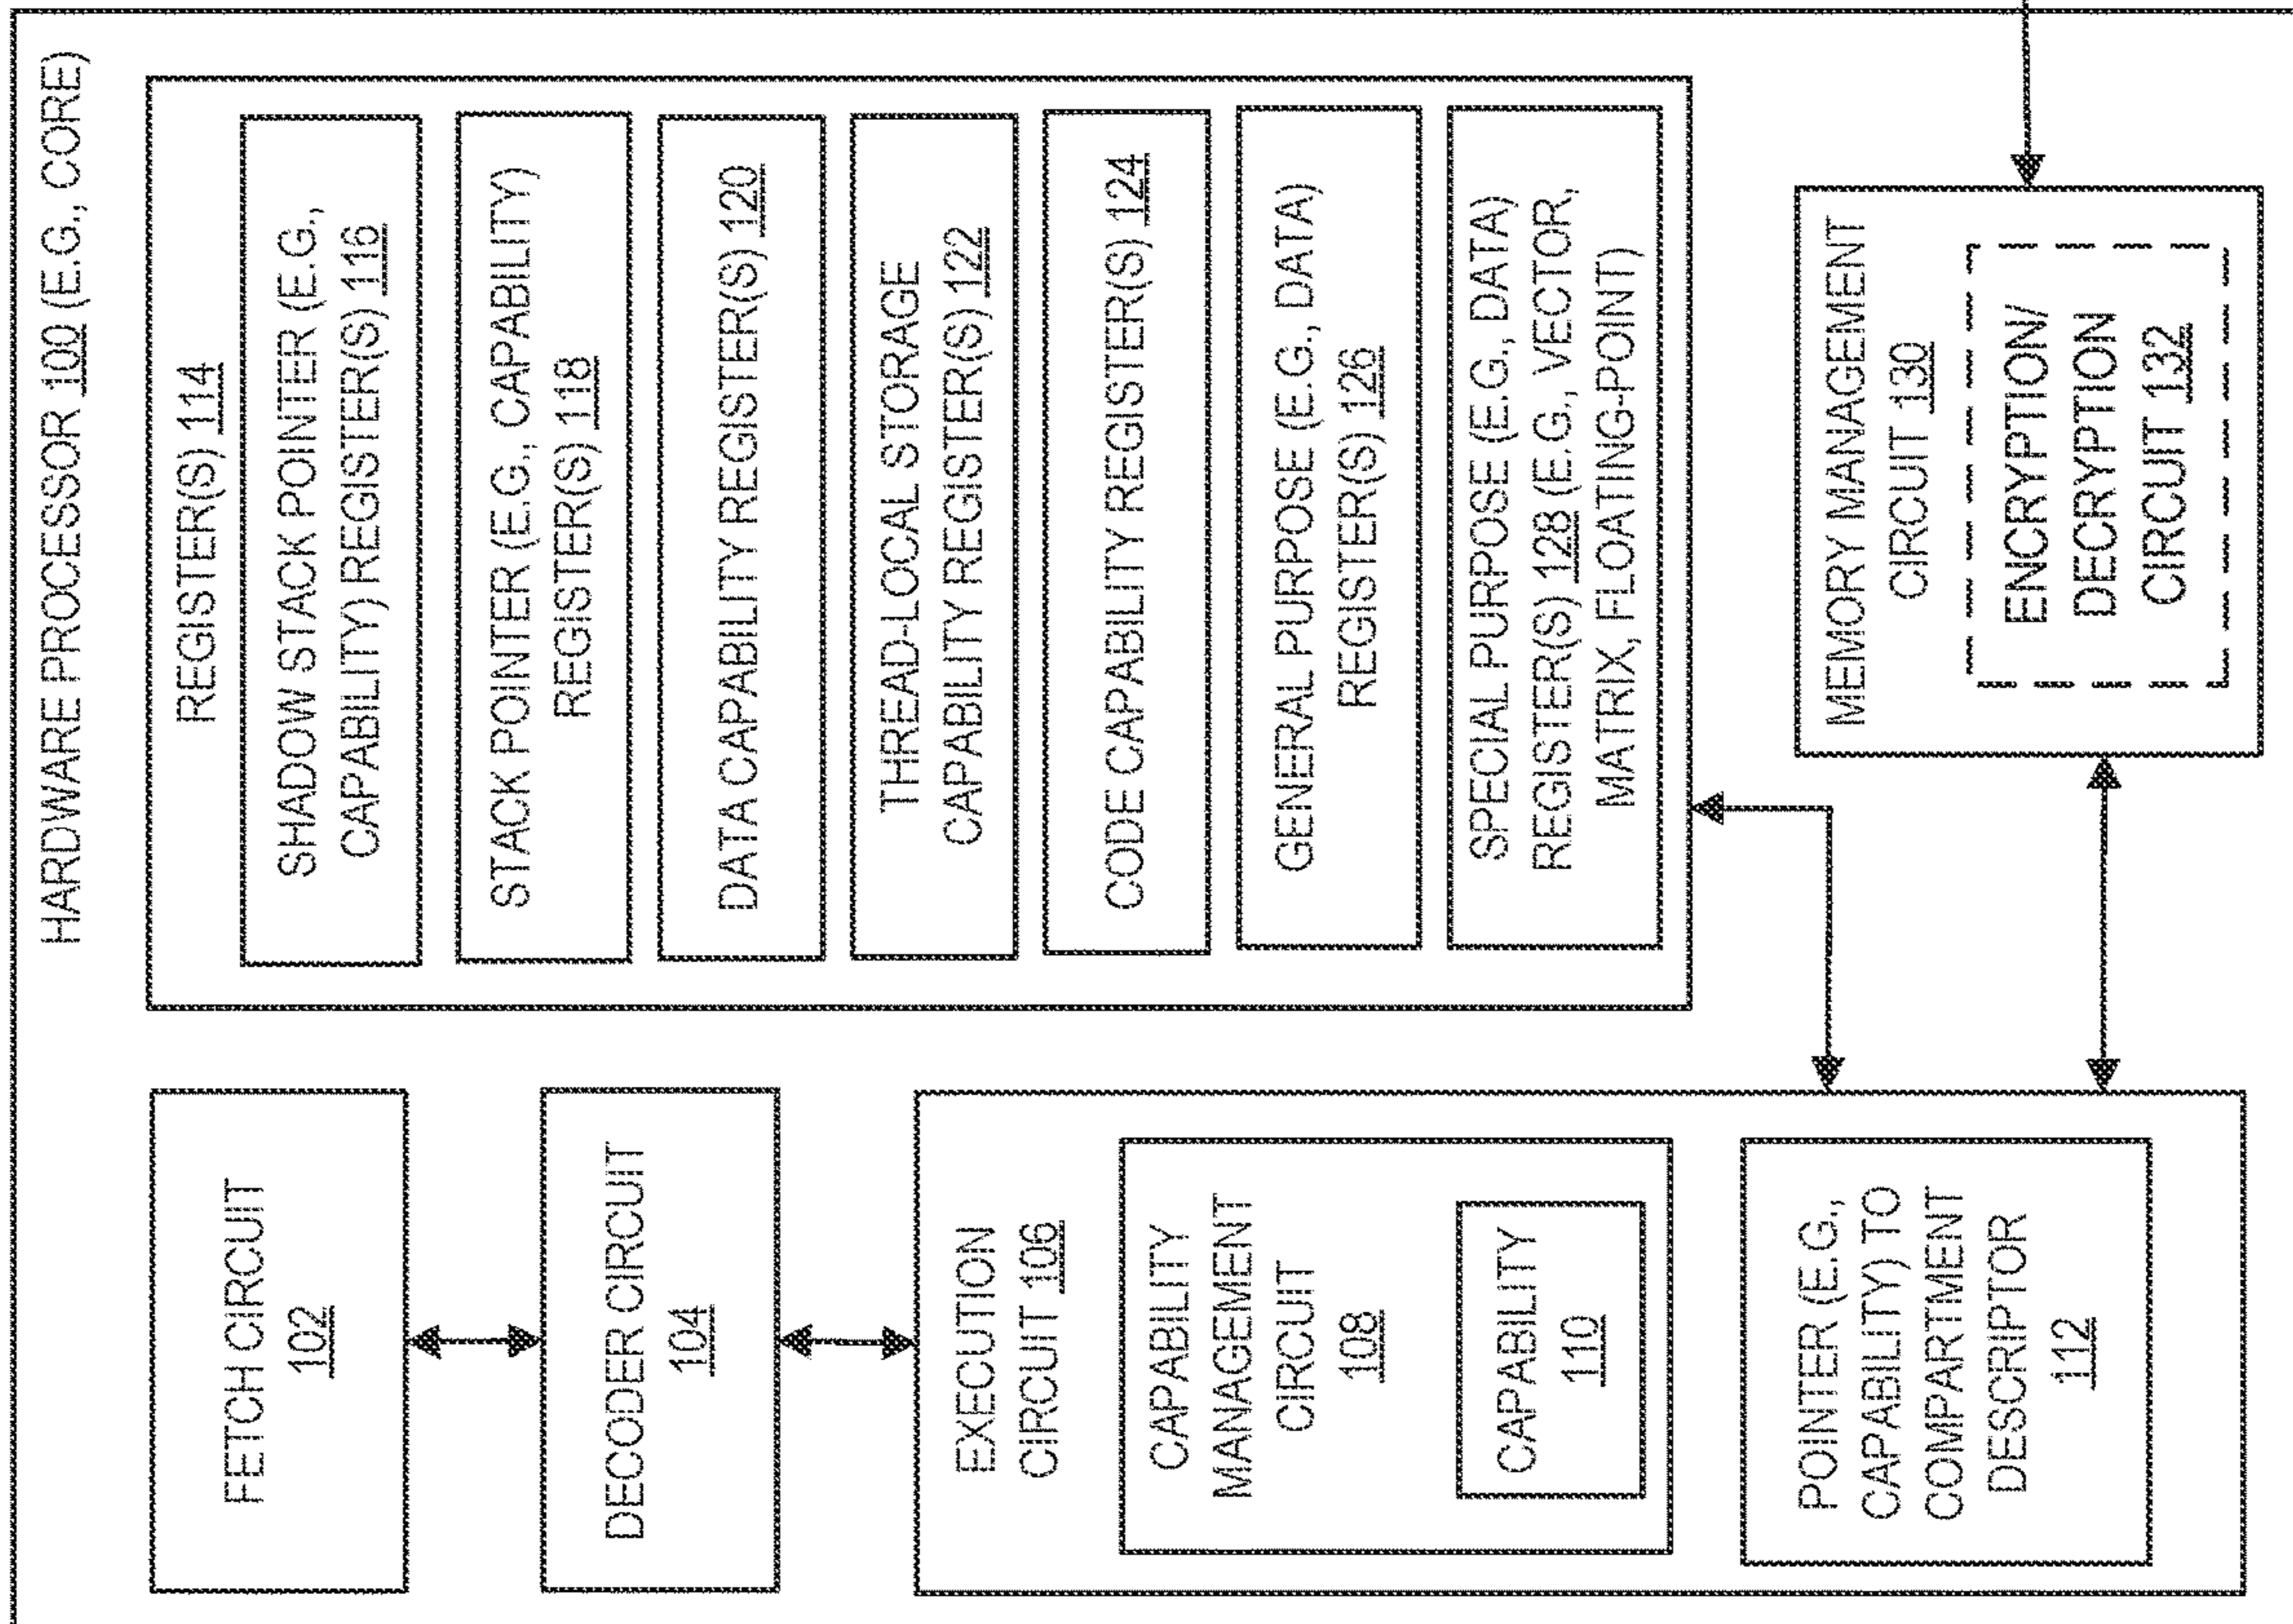 HARDWARE PROCESSOR 100 (E.G., CORE)
FETCH CIRCUIT
102
DECODER CIRCUIT
104
EXECUTION
CIRCUIT 106
CAPABILITY
MANAGEMENT
CIRCUIT
108
CAPABILITY
110
POINTER (E.G.,
CAPABILITY) TO
COMPARTMENT
DESCRIPTOR
112
REGISTER(S) 114
SHADOW STACK POINTER (E.G.,
CAPABILITY) REGISTER(S) 116
STACK POINTER (E.G., CAPABILITY)
REGISTER(S) 118
DATA CAPABILITY REGISTER(S) 120
THREAD-LOCAL STORAGE
CAPABILITY REGISTER(S) 122
CODE CAPABILITY REGISTER(S) 124
GENERAL PURPOSE (E.G., DATA)
REGISTER(S) 126
SPECIAL PURPOSE (E.G., DATA)
REGISTER(S) 128 (E.G., VECTOR,
MATRIX, FLOATING-POINT)
MEMORY MANAGEMENT
CIRCUIT 130
ENCRYPTION/
DECRYPTION
CIRCUIT 132